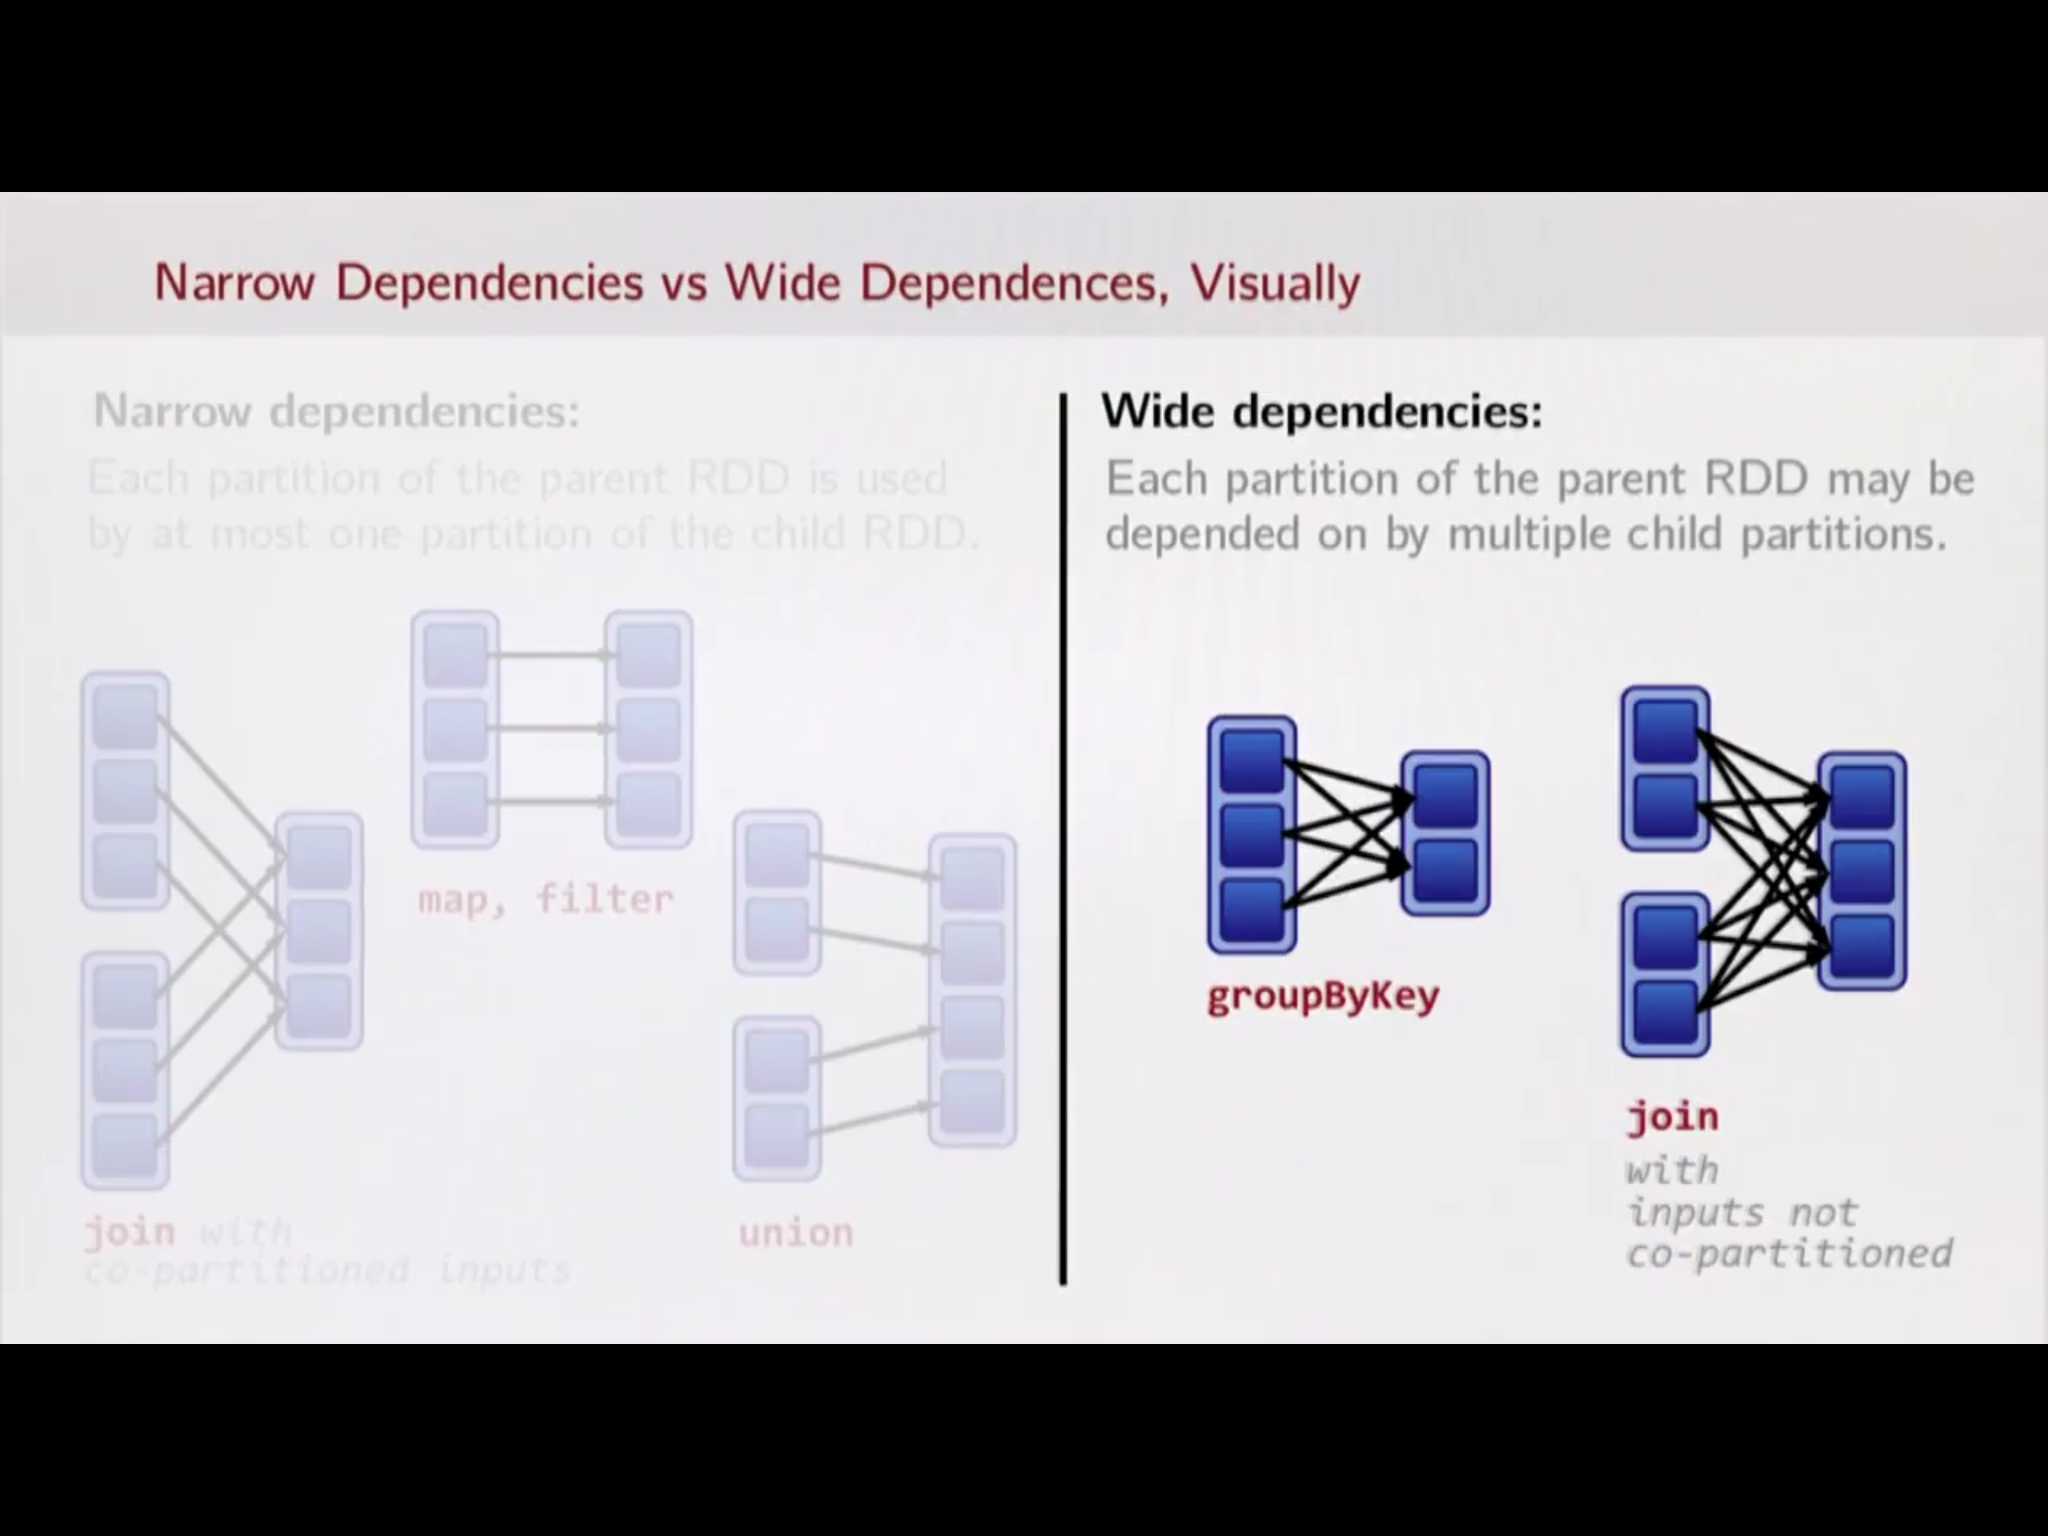 Narrow Dependencies vs Wide Dependences, Visually
Narrow dependencies:
Each partition of the parent RDD is used
by at most one partition of the child RDD.
map, filter
join with
co-partitioned inputs
union
Wide dependencies:
Each partition of the parent RDD may be
depended on by multiple child partitions.
groupByKey
join
with
inputs not
co-partitioned